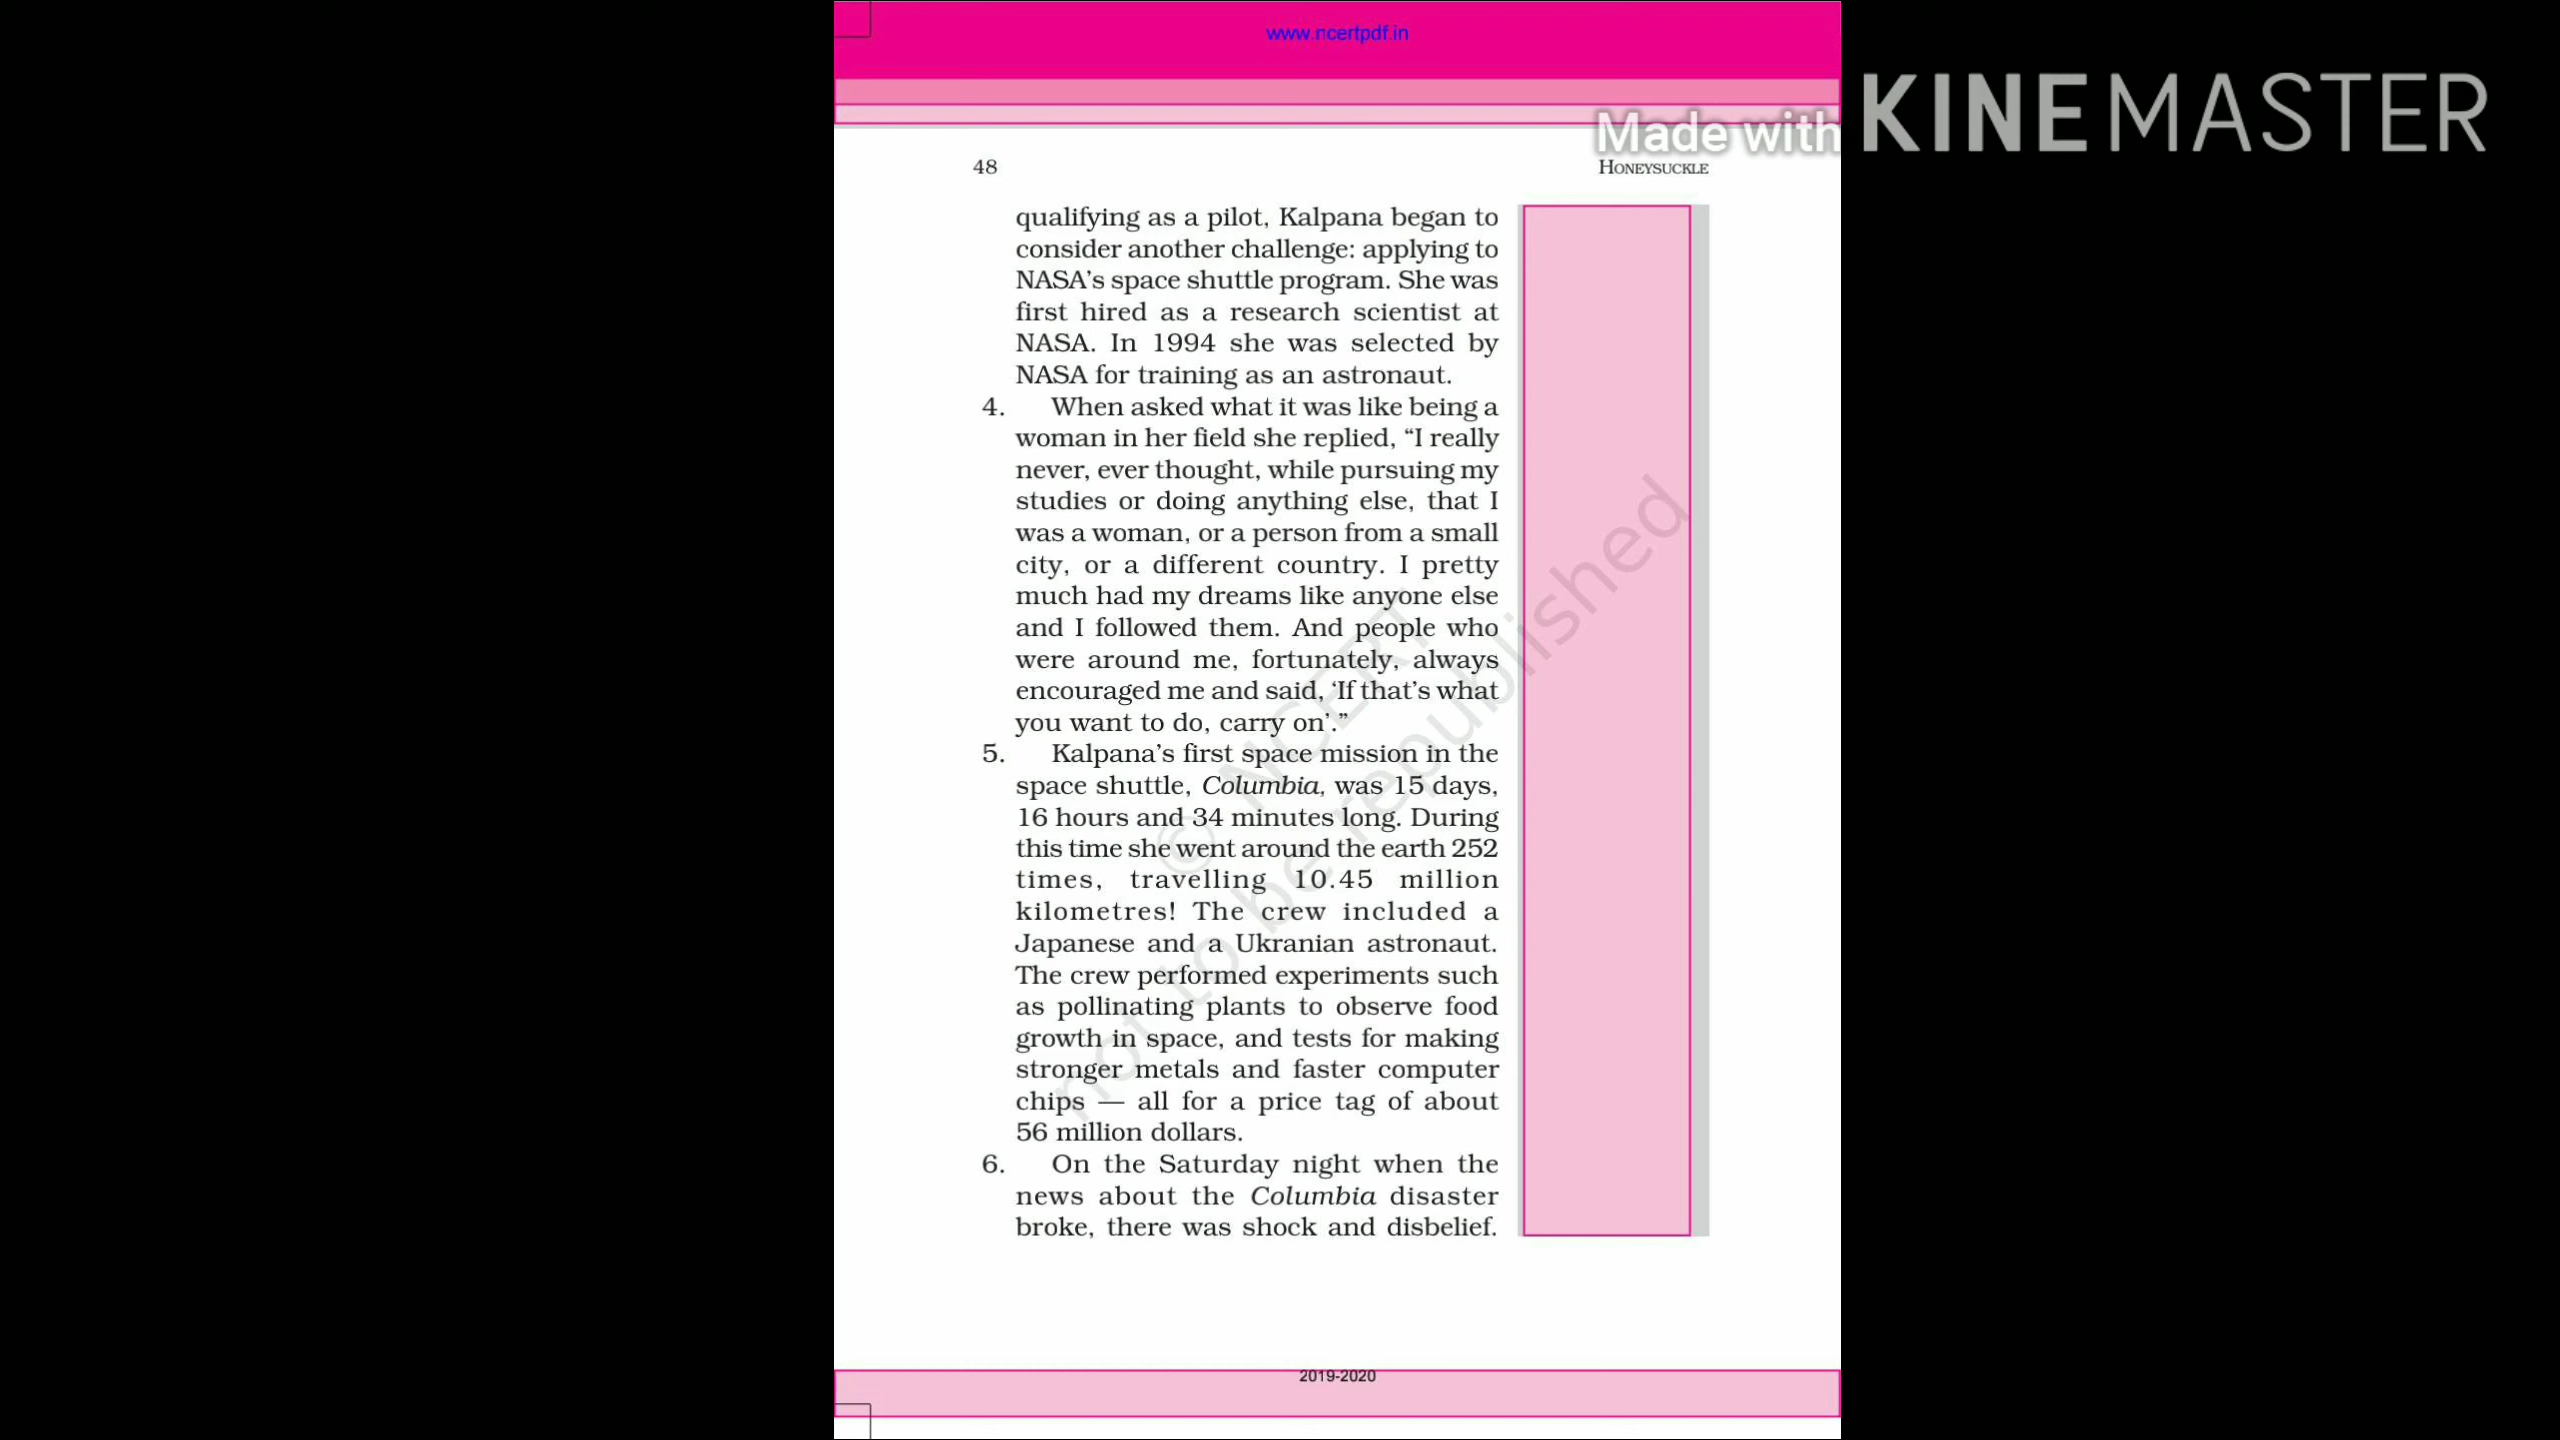 www.ncertpdf.in
Made with KINEMASTER
48
HONEYSUCKLE
qualifying as a pilot, Kalpana began to
consider another challenge: applying to
NASA's space shuttle program. She was
first hired as a research scientist at
NASA. In 1994 she was selected by
NASA for training as an astronaut.
4. When asked what it was like being a
woman in her field she replied, “I really
never, ever thought, while pursuing my
studies or doing anything else, that I
was a woman, or a person from a small
city, or a different country. I pretty
much had my dreams like anyone else
and I followed them. And people who
were around me, fortunately, always
encouraged me and said, ‘If that's what
you want to do, carry on’.”
5. Kalpana's first space mission in the
space shuttle, Columbia, was 15 days,
16 hours and 34 minutes long. During
this time she went around the earth 252
times, travelling 10.45 million
kilometres! The crew included a
Japanese and a Ukranian astronaut.
The crew performed experiments such
as pollinating plants to observe food
growth in space, and tests for making
stronger metals and faster computer
chips — all for a price tag of about
56 million dollars.
6. On the Saturday night when the
news about the Columbia disaster
broke, there was shock and disbelief.
© NCERT
not to be republished
2019-2020